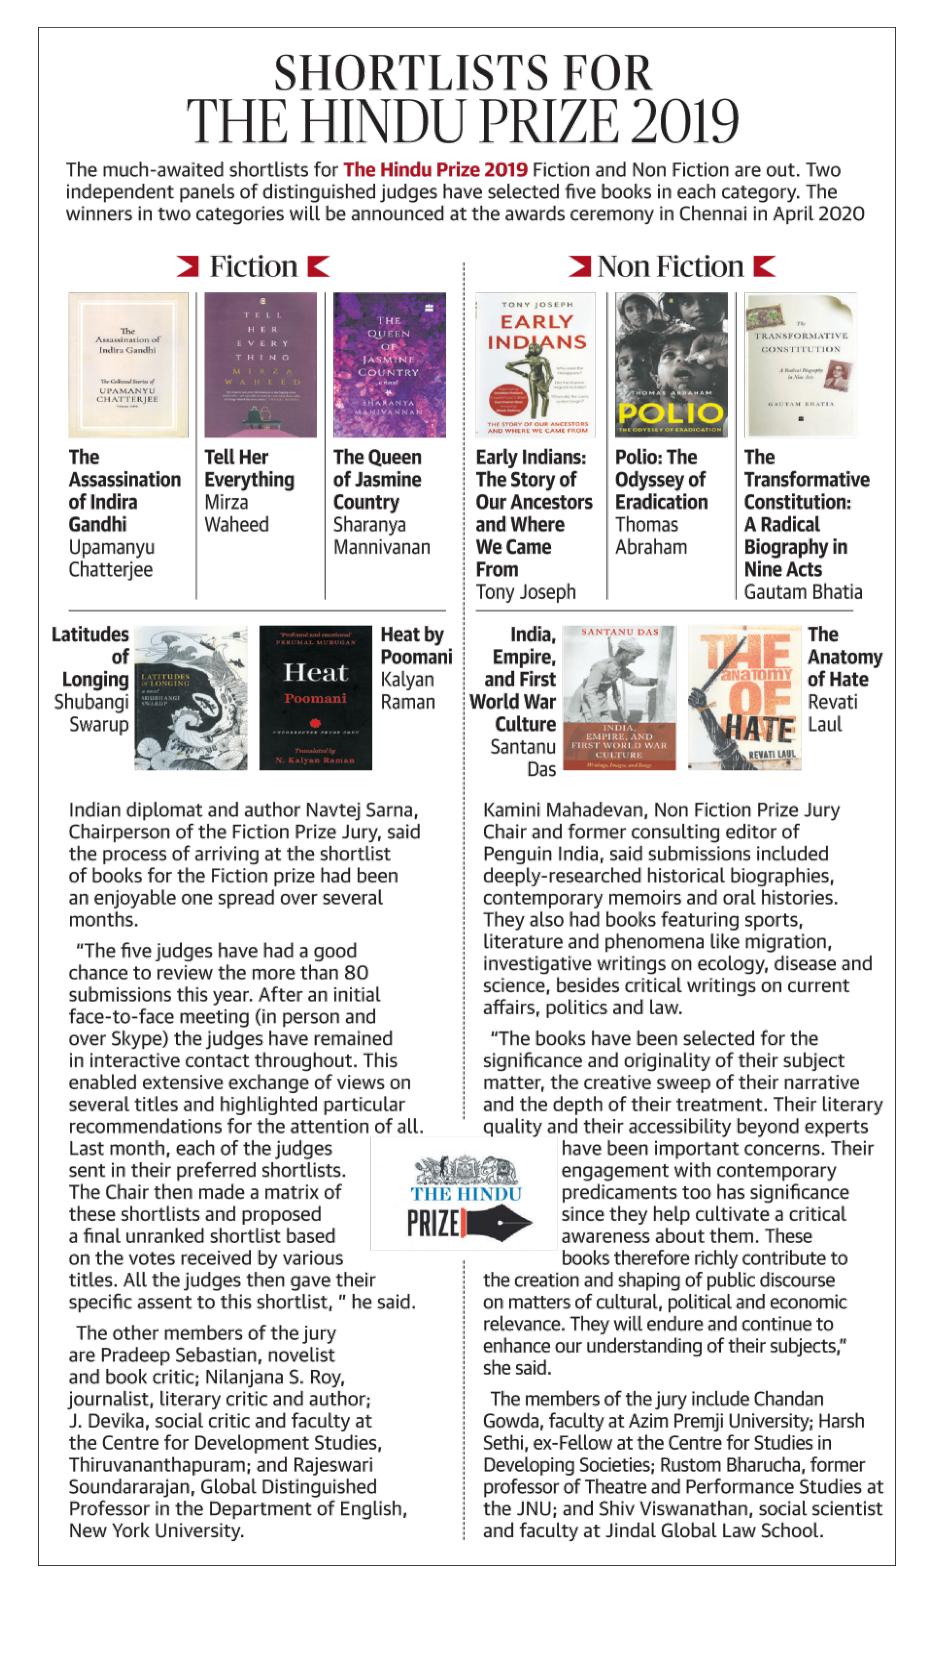 SHORTLISTS FOR
THE HINDU PRIZE 2019
The much-awaited shortlists for The Hindu Prize 2019 Fiction and Non Fiction are out. Two
independent panels of distinguished judges have selected five books in each category. The
winners in two categories will be announced at the awards ceremony in Chennai in April 2020
Fiction
The
Assassination of
Indira Gandhi
The Collected Stories of
UPAMANYU
CHATTERJEE
TELL
HER
EVERY
THING
MIRZA
WAHEED
THE
QUEEN
OF
JASMINE
COUNTRY
a novel
SHARANYA
MANIVANNAN
The
Assassination
of Indira
Gandhi
Upamanyu
Chatterjee
Tell Her
Everything
Mirza
Waheed
The Queen
of Jasmine
Country
Sharanya
Mannivanan
Latitudes
of
Longing
Shubangi
Swarup
LATITUDES
OF LONGING
a novel
SHUBHANGI
SWARUP
'Profound and emotional'
PERUMAL MURUGAN
Heat
Poomani
Translated by
N. Kalyan Raman
Heat by
Poomani
Kalyan
Raman
Indian diplomat and author Navtej Sarna,
Chairperson of the Fiction Prize Jury, said
the process of arriving at the shortlist
of books for the Fiction prize had been
an enjoyable one spread over several
months.
“The five judges have had a good
chance to review the more than 80
submissions this year. After an initial
face-to-face meeting (in person and
over Skype) the judges have remained
in interactive contact throughout. This
enabled extensive exchange of views on
several titles and highlighted particular
recommendations for the attention of all.
Last month, each of the judges
sent in their preferred shortlists.
The Chair then made a matrix of
these shortlists and proposed
a final unranked shortlist based
on the votes received by various
titles. All the judges then gave their
specific assent to this shortlist, ” he said.
The other members of the jury
are Pradeep Sebastian, novelist
and book critic; Nilanjana S. Roy,
journalist, literary critic and author;
J. Devika, social critic and faculty at
the Centre for Development Studies,
Thiruvananthapuram; and Rajeswari
Soundararajan, Global Distinguished
Professor in the Department of English,
New York University.
THE HINDU
PRIZE
Non Fiction
TONY JOSEPH
EARLY
INDIANS
THE STORY OF OUR ANCESTORS
AND WHERE WE CAME FROM
THOMAS ABRAHAM
POLIO
THE ODYSSEY OF ERADICATION
The
TRANSFORMATIVE
CONSTITUTION
A Radical Biography
in Nine Acts
GAUTAM BHATIA
Early Indians:
The Story of
Our Ancestors
and Where
We Came
From
Tony Joseph
Polio: The
Odyssey of
Eradication
Thomas
Abraham
The
Transformative
Constitution:
A Radical
Biography in
Nine Acts
Gautam Bhatia
India,
Empire,
and First
World War
Culture
Santanu
Das
SANTANU DAS
INDIA,
EMPIRE, AND
FIRST WORLD WAR
CULTURE
Writings, Images, and Songs
THE
ANATOMY
OF
HATE
REVATI LAUL
The
Anatomy
of Hate
Revati
Laul
Kamini Mahadevan, Non Fiction Prize Jury
Chair and former consulting editor of
Penguin India, said submissions included
deeply-researched historical biographies,
contemporary memoirs and oral histories.
They also had books featuring sports,
literature and phenomena like migration,
investigative writings on ecology, disease and
science, besides critical writings on current
affairs, politics and law.
“The books have been selected for the
significance and originality of their subject
matter, the creative sweep of their narrative
and the depth of their treatment. Their literary
quality and their accessibility beyond experts
have been important concerns. Their
engagement with contemporary
predicaments too has significance
since they help cultivate a critical
awareness about them. These
books therefore richly contribute to
the creation and shaping of public discourse
on matters of cultural, political and economic
relevance. They will endure and continue to
enhance our understanding of their subjects,”
she said.
The members of the jury include Chandan
Gowda, faculty at Azim Premji University; Harsh
Sethi, ex-Fellow at the Centre for Studies in
Developing Societies; Rustom Bharucha, former
professor of Theatre and Performance Studies at
the JNU; and Shiv Viswanathan, social scientist
and faculty at Jindal Global Law School.